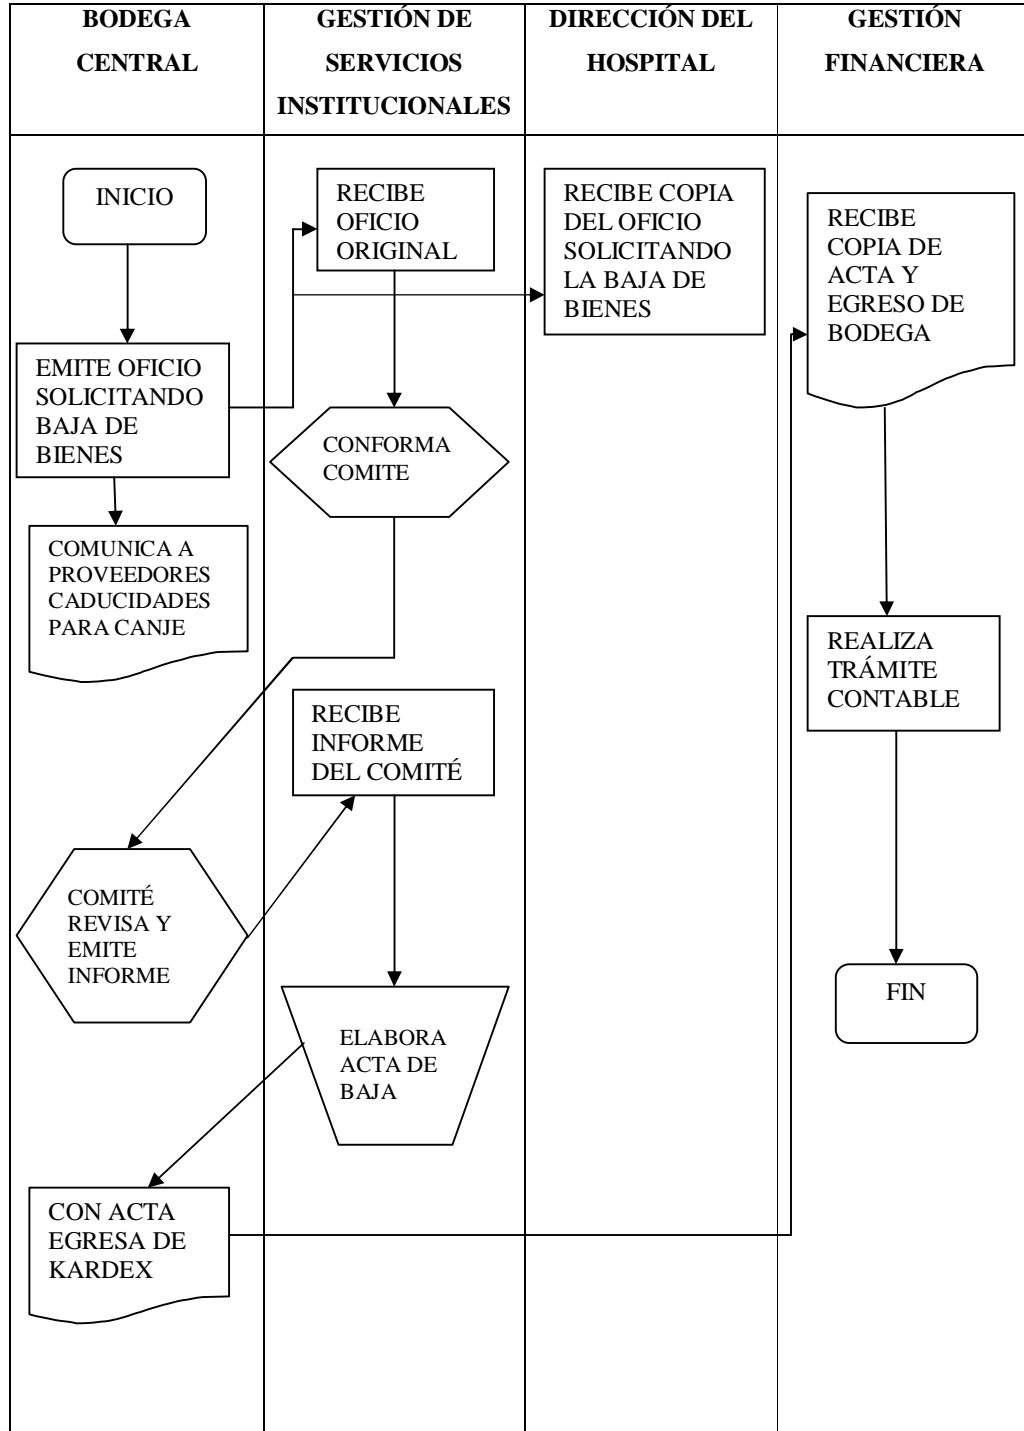 BODEGA
CENTRAL
GESTIÓN DE
SERVICIOS
INSTITUCIONALES
DIRECCIÓN DEL
HOSPITAL
GESTIÓN
FINANCIERA
INICIO
EMITE OFICIO
SOLICITANDO
BAJA DE
BIENES
COMUNICA A
PROVEEDORES
CADUCIDADES
PARA CANJE
COMITÉ
REVISA Y
EMITE
INFORME
CON ACTA
EGRESA DE
KARDEX
RECIBE
OFICIO
ORIGINAL
CONFORMA
COMITE
RECIBE
INFORME
DEL COMITÉ
ELABORA
ACTA DE
BAJA
RECIBE COPIA
DEL OFICIO
SOLICITANDO
LA BAJA DE
BIENES
RECIBE
COPIA DE
ACTA Y
EGRESO DE
BODEGA
REALIZA
TRÁMITE
CONTABLE
FIN